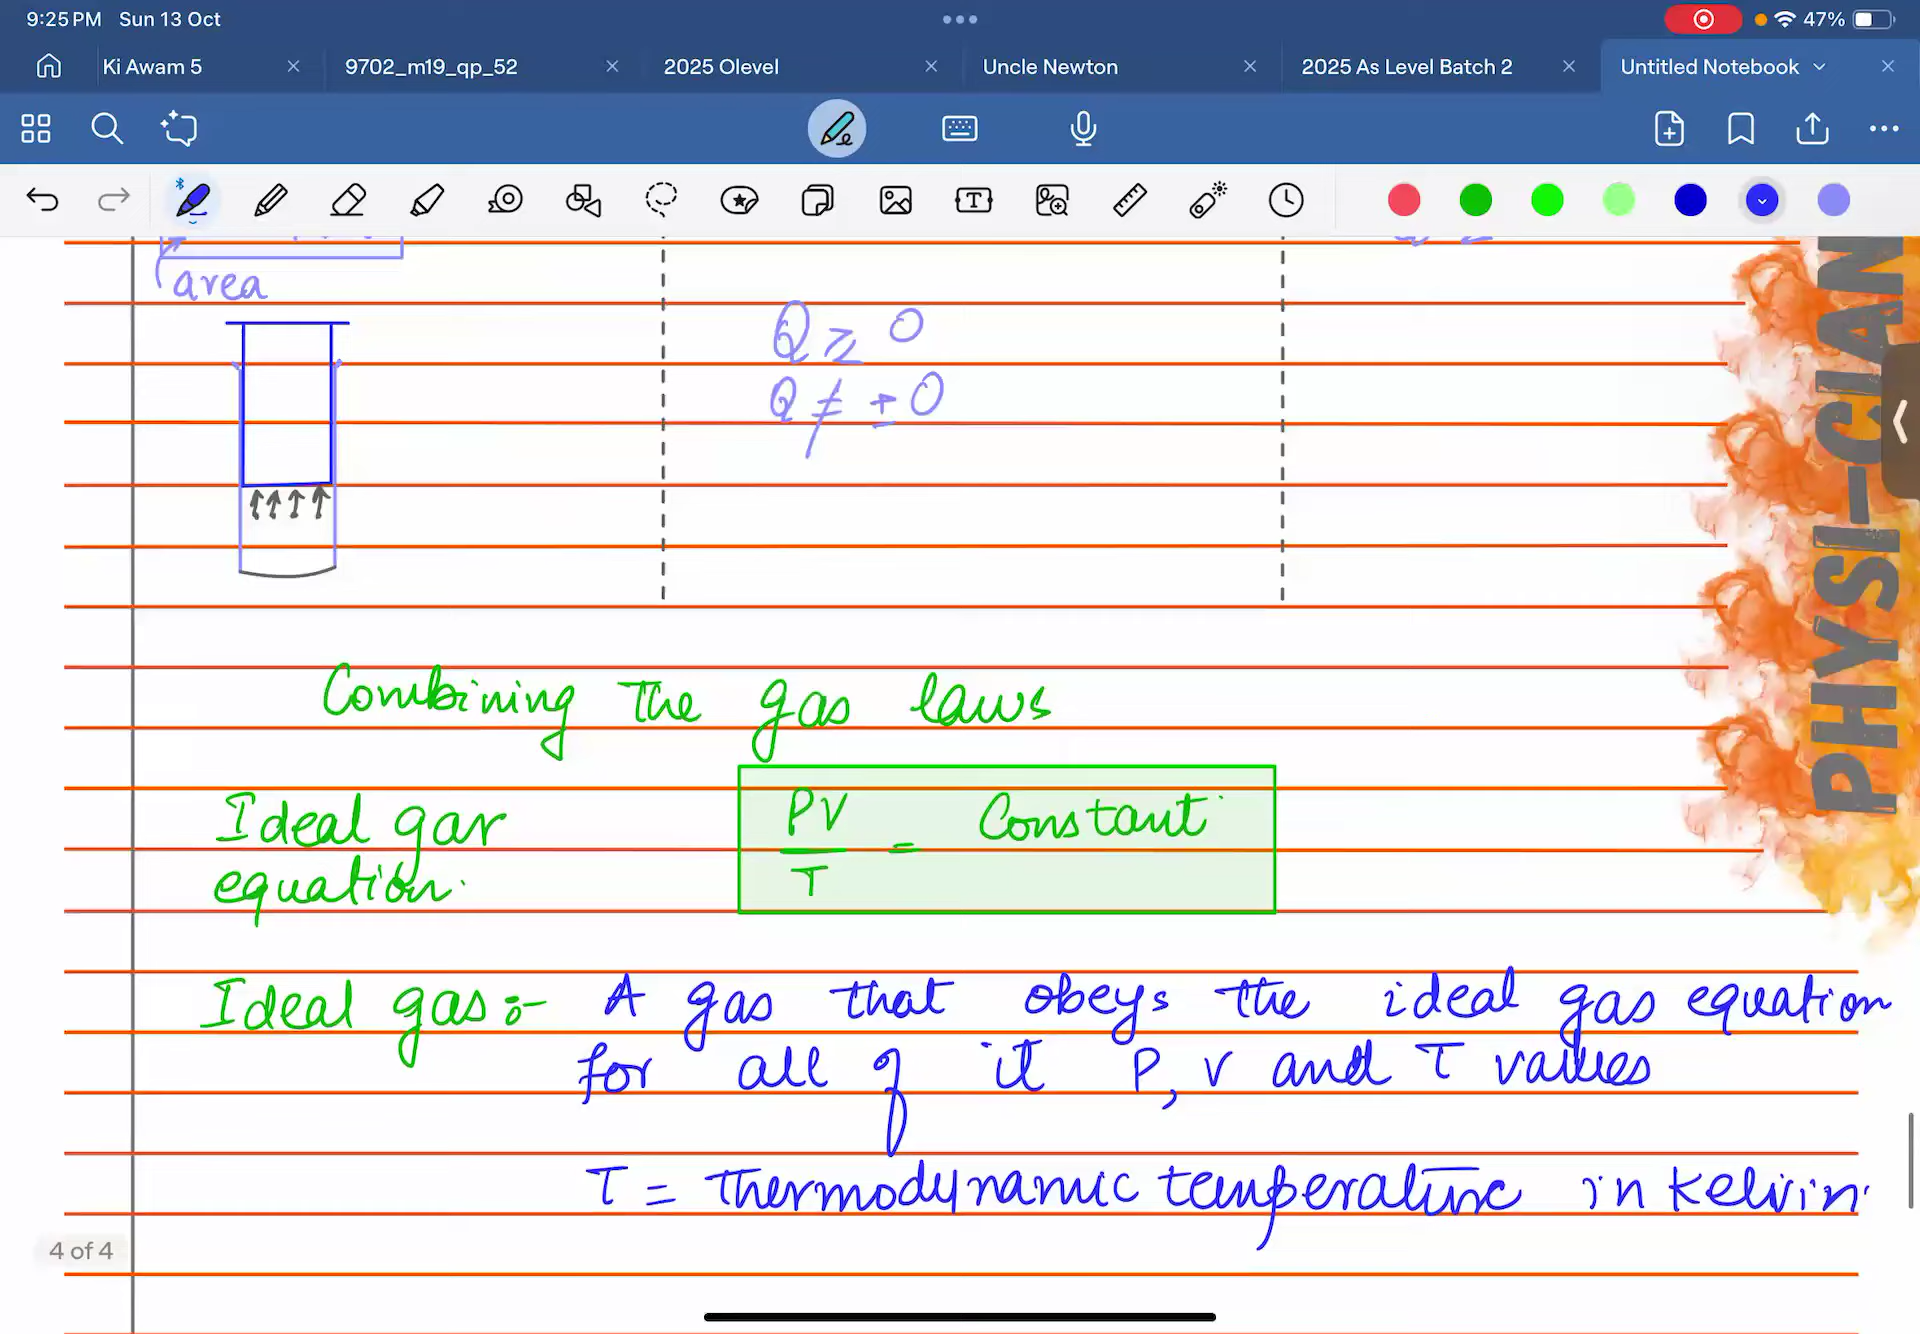 9:25 PM Sun 13 Oct
47%
Ki Awam 5
9702_m19_qp_52
2025 Olevel
Uncle Newton
2025 As Level Batch 2
Untitled Notebook
area
Q ≥ 0
Q ≠ ± 0
Combining the gas laws
Ideal gas
equation.
PV
T
= Constant
Ideal gas :- A gas that obeys the ideal gas equation
for all of it P, V and T values
T = thermodynamic temperature in Kelvin
4 of 4
PHYSI-CIAN